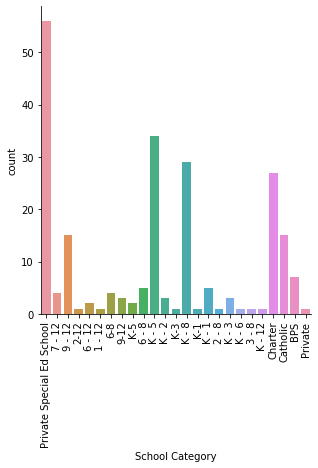 50
40
30
20
10
0
count
Private Special Ed School
7 - 12
9 - 12
2-12
6 - 12
1 - 12
6-8
9-12
K-5
6 - 8
K - 5
K - 2
K-3
K - 8
K-1
K - 1
2 - 8
K - 3
K - 6
3 - 8
K - 12
Charter
Catholic
BPS
Private
School Category